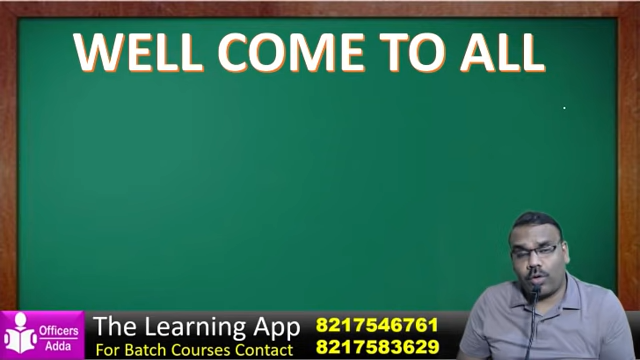 WELL COME TO ALL
Officers
Adda
The Learning App
8217546761
For Batch Courses Contact
8217583629